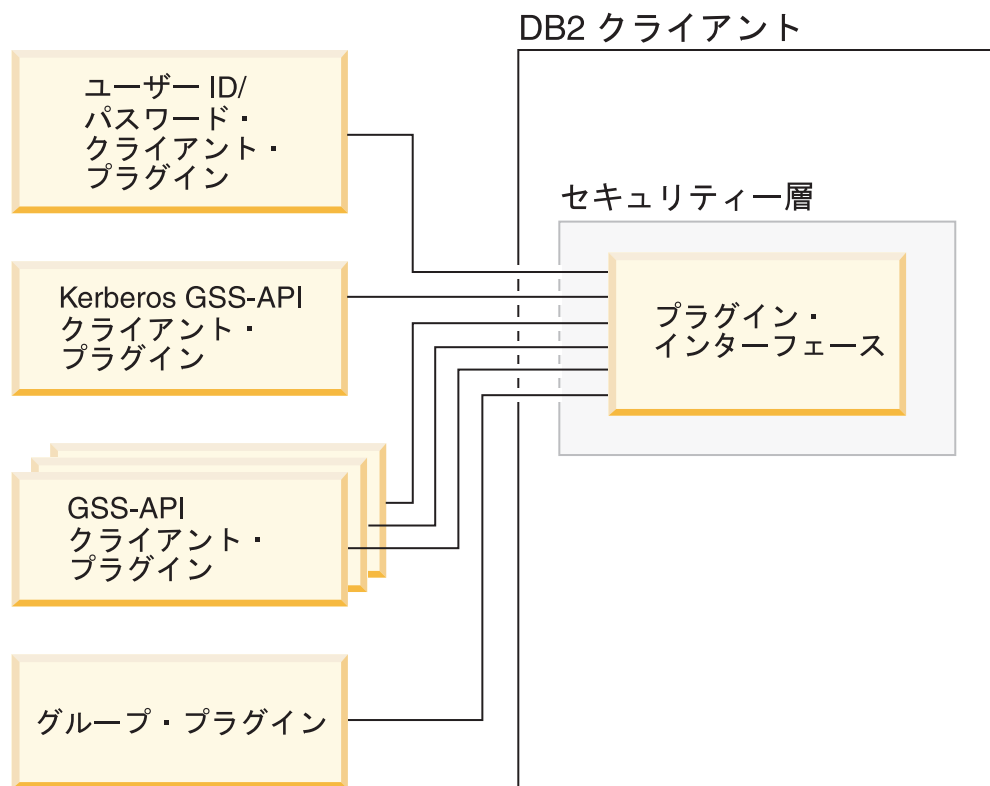 DB2 クライアント
ユーザー ID/
パスワード・
クライアント・
プラグイン
セキュリティー層
Kerberos GSS-API
クライアント・
プラグイン
プラグイン・
インターフェース
GSS-API
クライアント・
プラグイン
グループ・プラグイン